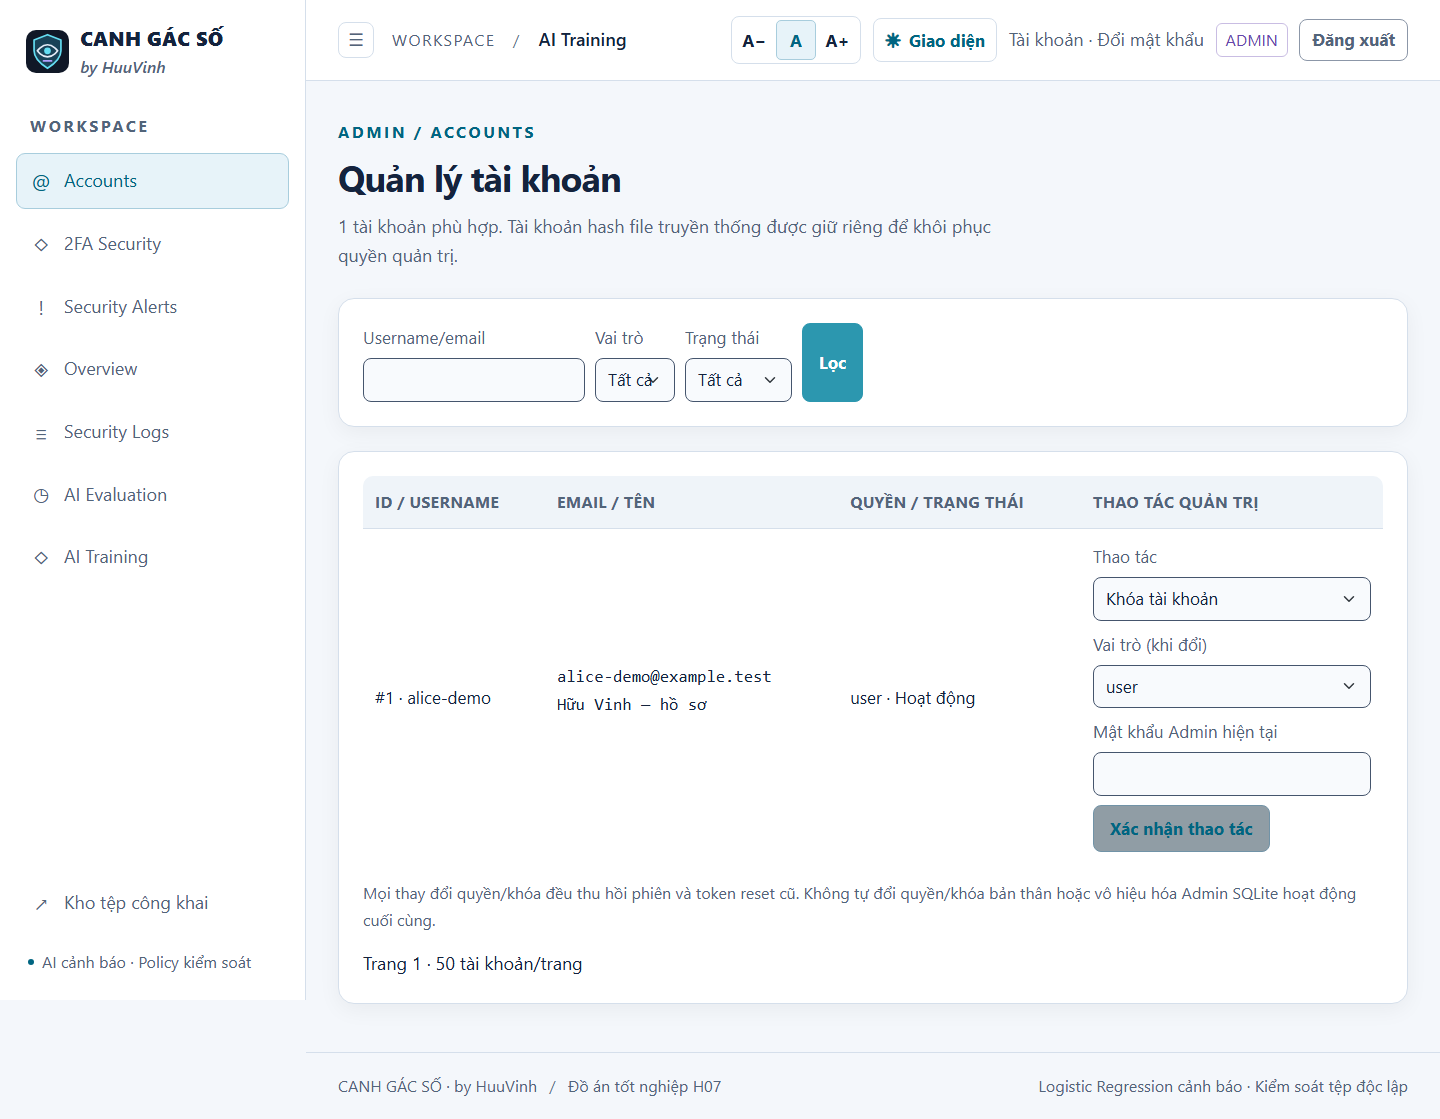 CANH GÁC SỐ
by HuuVinh
WORKSPACE
@ Accounts
2FA Security
! Security Alerts
Overview
Security Logs
AI Evaluation
AI Training
Kho tệp công khai
AI cảnh báo · Policy kiểm soát
WORKSPACE / AI Training
A− A A+
Giao diện
Tài khoản · Đổi mật khẩu
ADMIN
Đăng xuất
ADMIN / ACCOUNTS
Quản lý tài khoản
1 tài khoản phù hợp. Tài khoản hash file truyền thống được giữ riêng để khôi phục
quyền quản trị.
Username/email Vai trò Trạng thái
Tất cả Tất cả Lọc
ID / USERNAME EMAIL / TÊN QUYỀN / TRẠNG THÁI THAO TÁC QUẢN TRỊ
#1 · alice-demo
alice-demo@example.test
Hữu Vinh — hồ sơ
user · Hoạt động
Thao tác
Khóa tài khoản
Vai trò (khi đổi)
user
Mật khẩu Admin hiện tại
Xác nhận thao tác
Mọi thay đổi quyền/khóa đều thu hồi phiên và token reset cũ. Không tự đổi quyền/khóa bản thân hoặc vô hiệu hóa Admin SQLite hoạt động
cuối cùng.
Trang 1 · 50 tài khoản/trang
CANH GÁC SỐ · by HuuVinh / Đồ án tốt nghiệp H07
Logistic Regression cảnh báo · Kiểm soát tệp độc lập